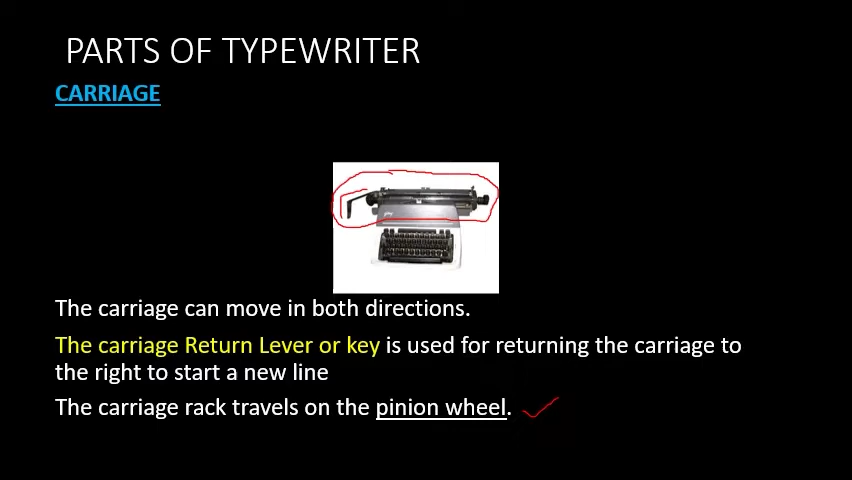 PARTS OF TYPEWRITER
CARRIAGE
The carriage can move in both directions.
The carriage Return Lever or key is used for returning the carriage to
the right to start a new line
The carriage rack travels on the pinion wheel.